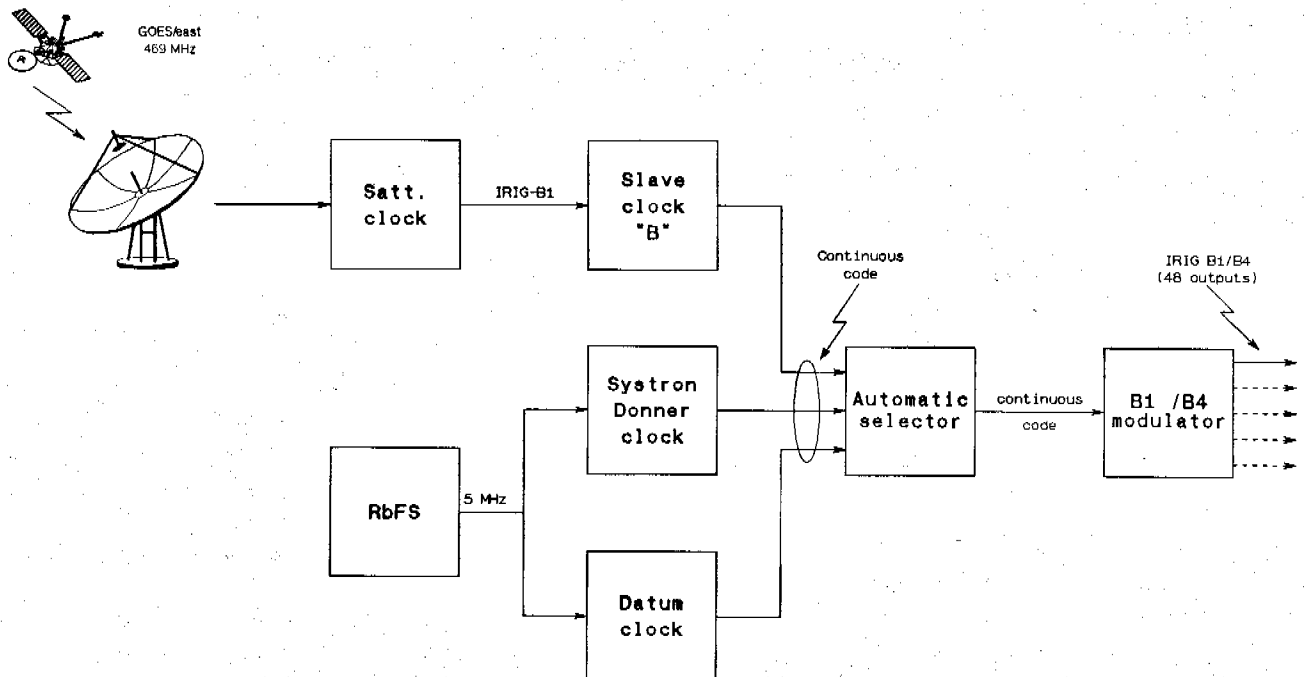 GOES/east
469 MHz
R
Satt.
clock
IRIG-B1
Slave
clock
"B"
Continuous
code
IRIG B1/B4
(48 outputs)
Systron
Donner
clock
Automatic
selector
continuous
code
B1 /B4
modulator
RbFS
5 MHz
Datum
clock